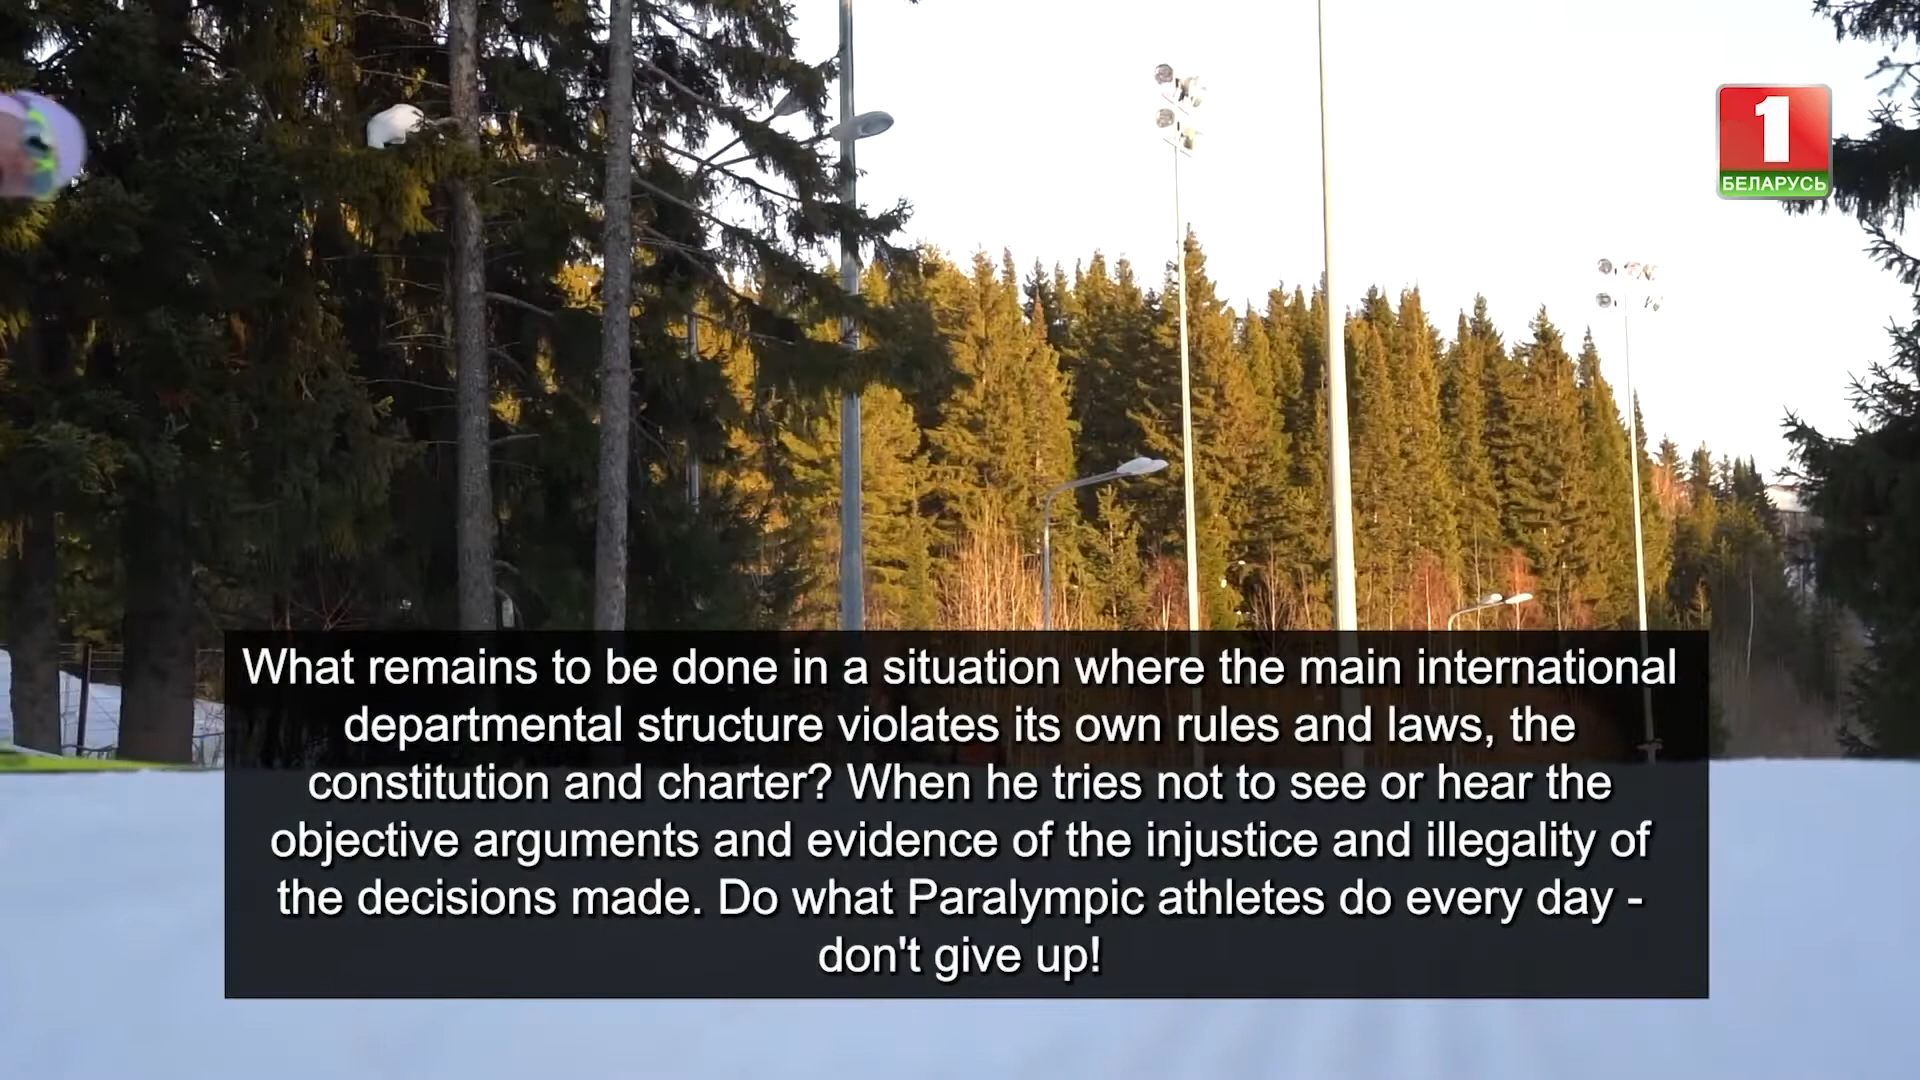 1
БЕЛАРУСЬ
What remains to be done in a situation where the main international
departmental structure violates its own rules and laws, the
constitution and charter? When he tries not to see or hear the
objective arguments and evidence of the injustice and illegality of
the decisions made. Do what Paralympic athletes do every day -
don't give up!